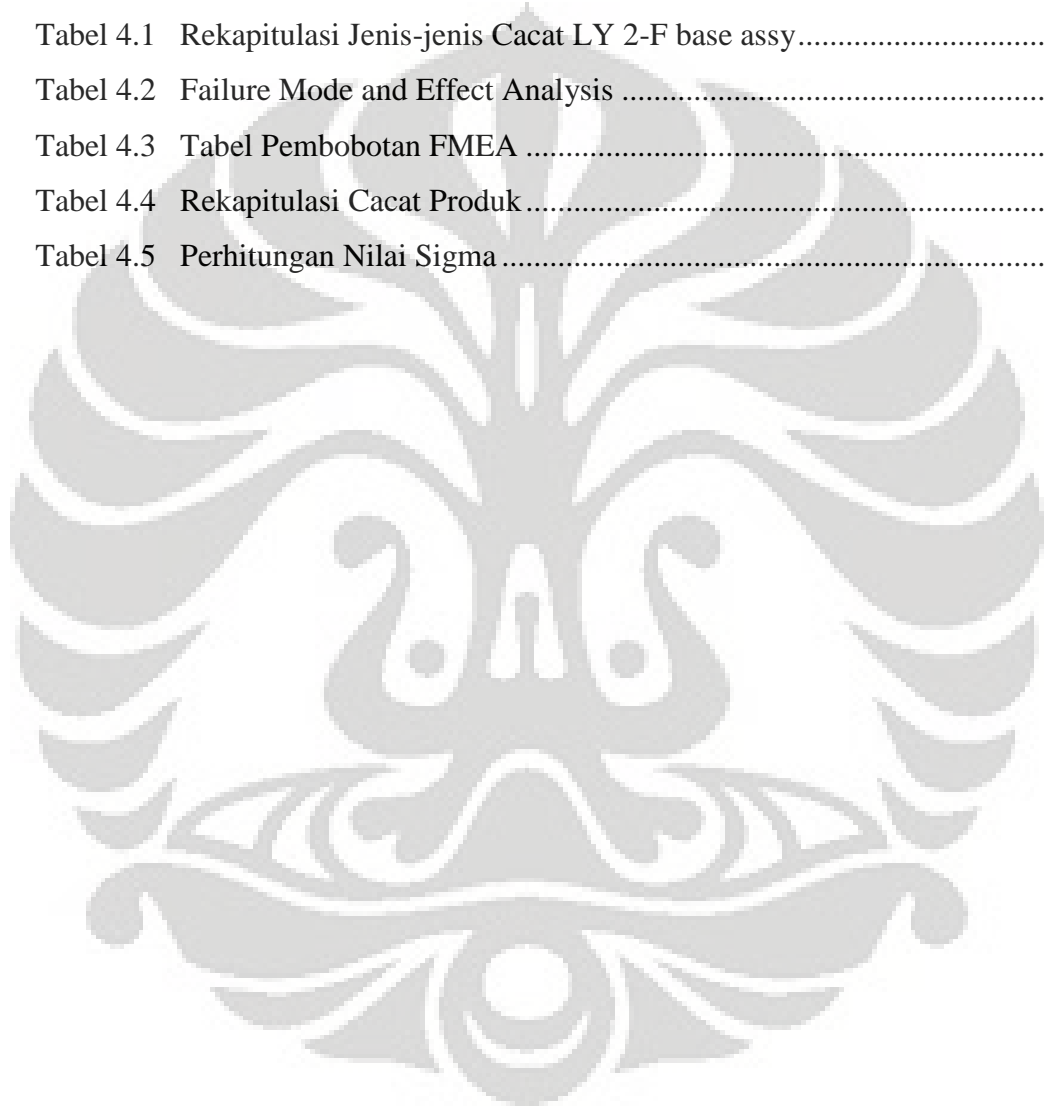 Tabel 4.1 Rekapitulasi Jenis-jenis Cacat LY 2-F base assy...............................
Tabel 4.2 Failure Mode and Effect Analysis .....................................................
Tabel 4.3 Tabel Pembobotan FMEA .................................................................
Tabel 4.4 Rekapitulasi Cacat Produk.................................................................
Tabel 4.5 Perhitungan Nilai Sigma....................................................................